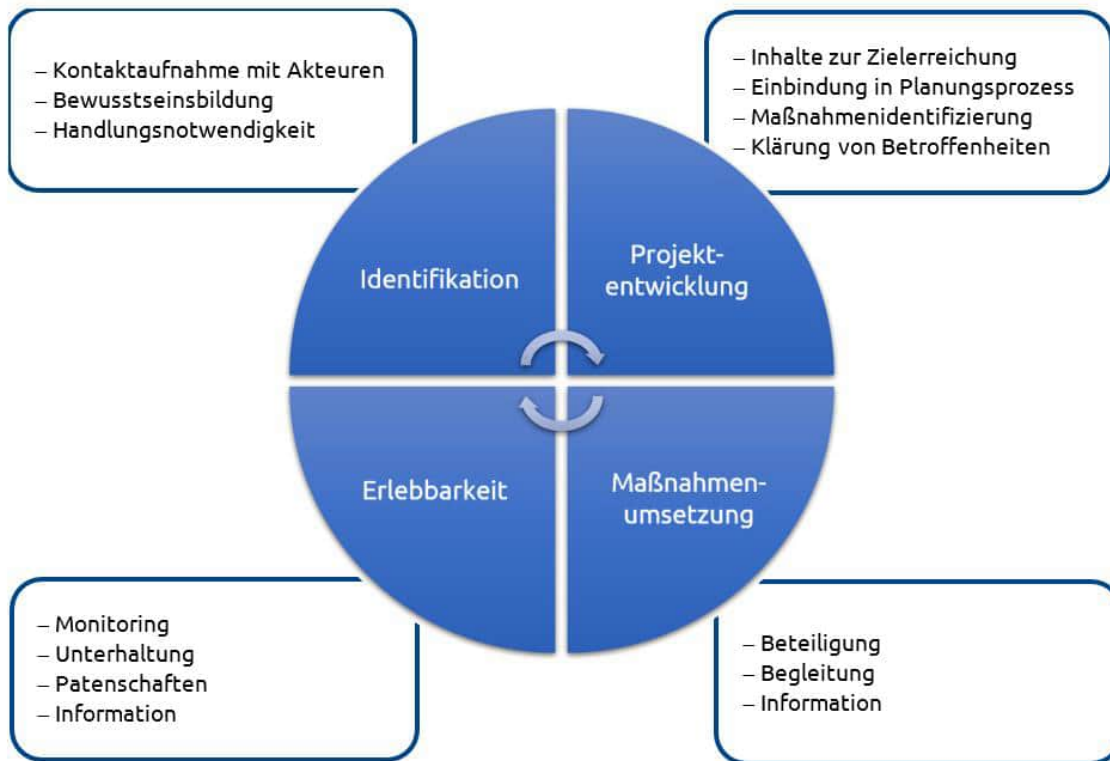 – Kontaktaufnahme mit Akteuren
– Bewusstseinsbildung
– Handlungsnotwendigkeit
– Inhalte zur Zielerreichung
– Einbindung in Planungsprozess
– Maßnahmenidentifizierung
– Klärung von Betroffenheiten
Identifikation
Projekt-
entwicklung
Erlebbarkeit
Maßnahmen-
umsetzung
– Monitoring
– Unterhaltung
– Patenschaften
– Information
– Beteiligung
– Begleitung
– Information